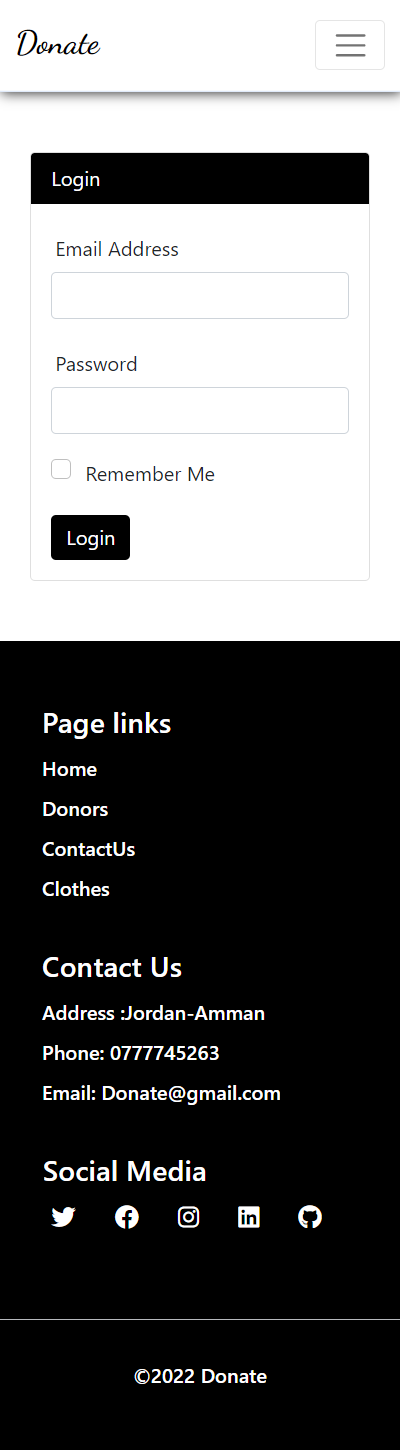 Donate
Login
Email Address
Password
Remember Me
Login
Page links
Home
Donors
ContactUs
Clothes
Contact Us
Address :Jordan-Amman
Phone: 0777745263
Email: Donate@gmail.com
Social Media
©2022 Donate